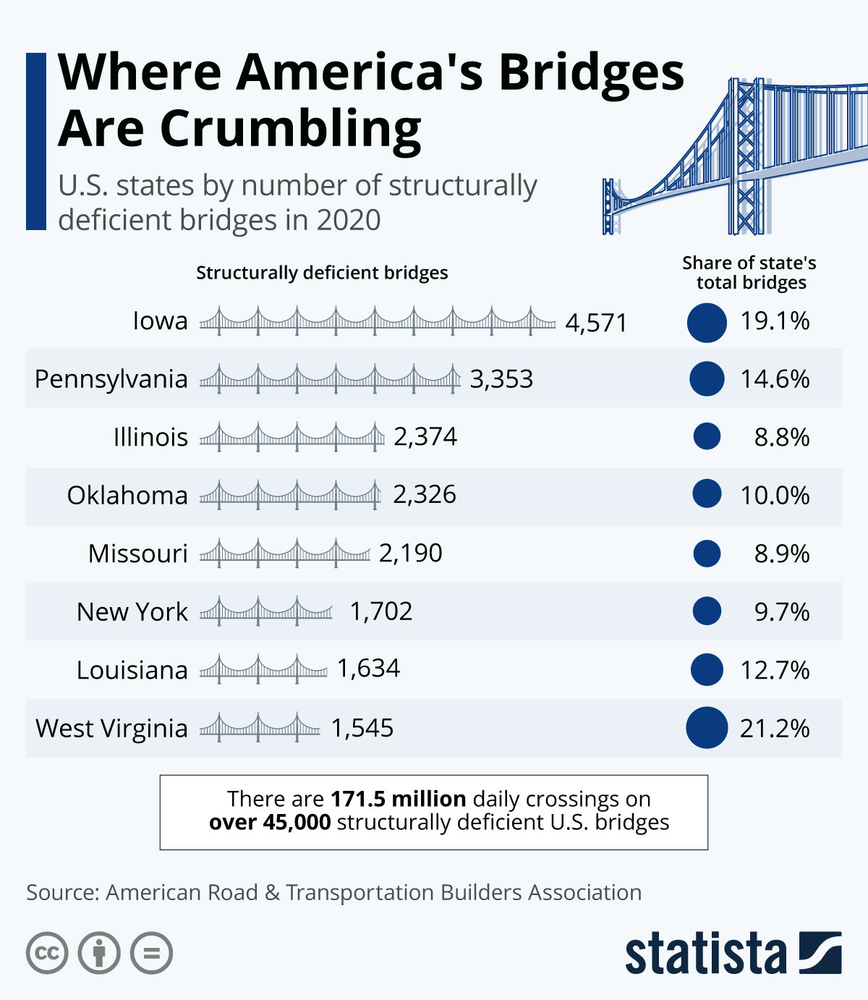 Where America's Bridges
Are Crumbling
U.S. states by number of structurally
deficient bridges in 2020
Structurally deficient bridges
Share of state's
total bridges
Iowa 4,571 19.1%
Pennsylvania 3,353 14.6%
Illinois 2,374 8.8%
Oklahoma 2,326 10.0%
Missouri 2,190 8.9%
New York 1,702 9.7%
Louisiana 1,634 12.7%
West Virginia 1,545 21.2%
There are 171.5 million daily crossings on
over 45,000 structurally deficient U.S. bridges
Source: American Road & Transportation Builders Association
cc
statista